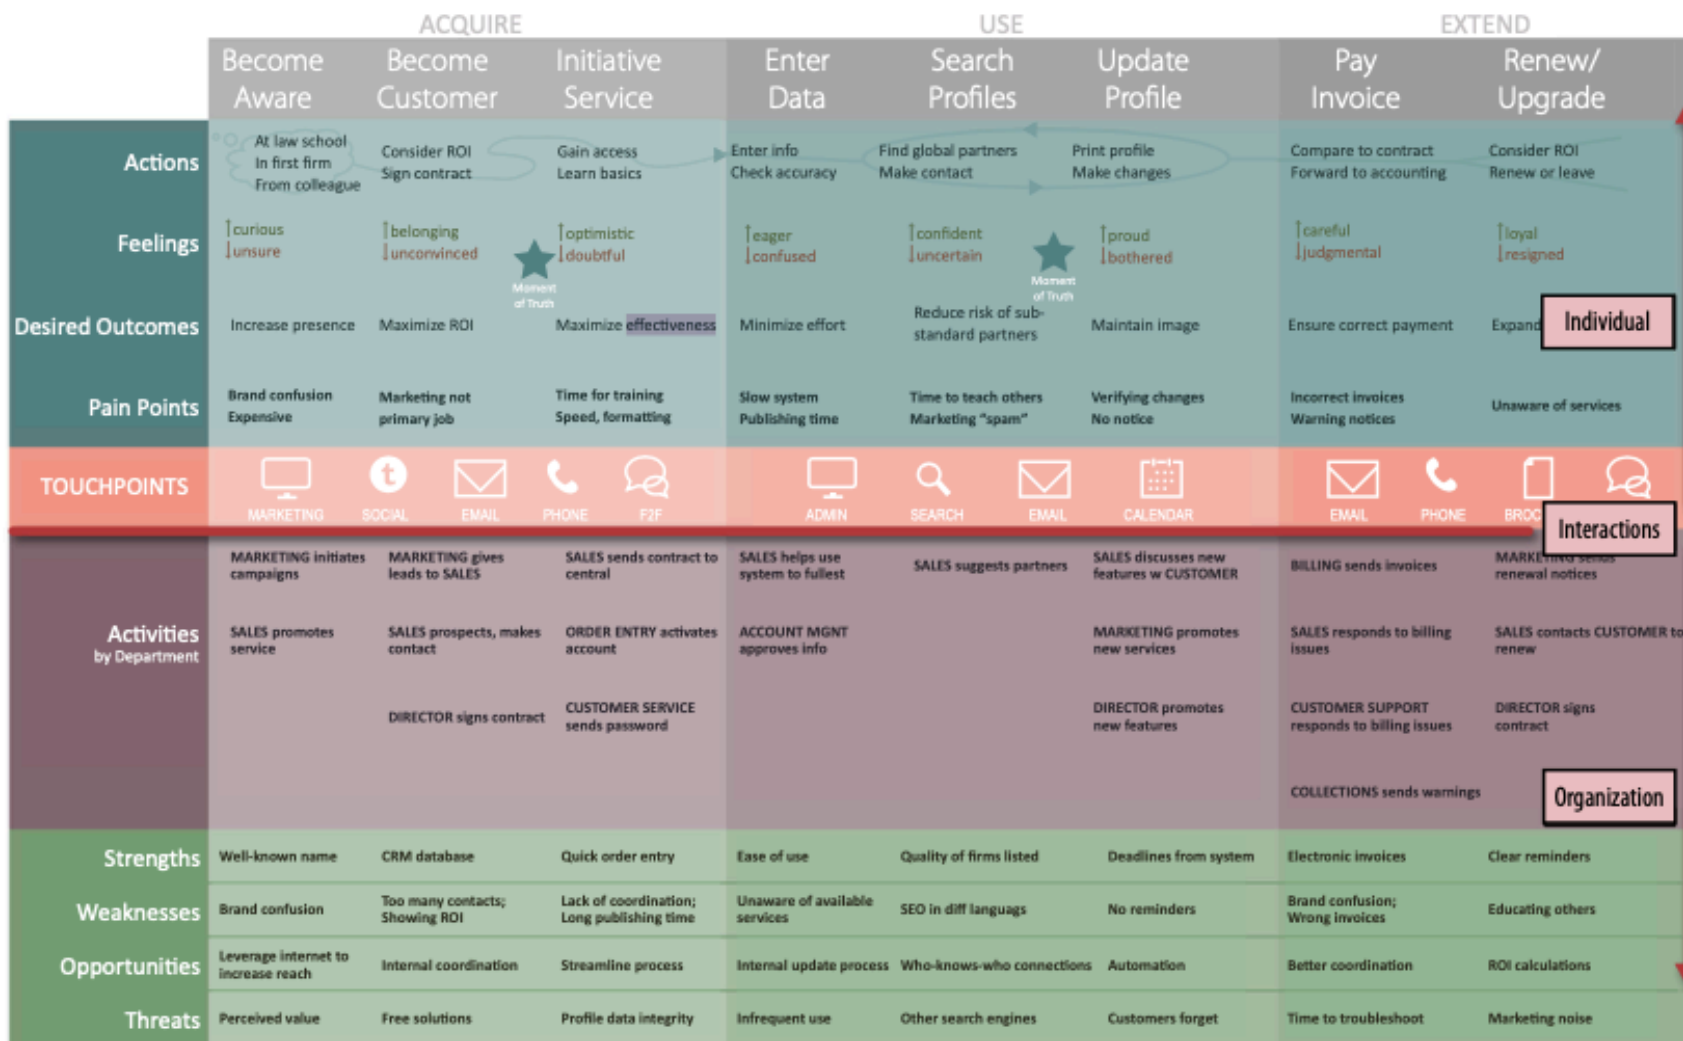 ACQUIRE USE EXTEND
Become Aware
Become Customer
Initiative Service
Enter Data
Search Profiles
Update Profile
Pay Invoice
Renew/ Upgrade
Actions
At law school
In first firm
From colleague
Consider ROI
Sign contract
Gain access
Learn basics
Enter info
Check accuracy
Find global partners
Make contact
Print profile
Make changes
Compare to contract
Forward to accounting
Consider ROI
Renew or leave
Feelings
↑curious
↓unsure
↑belonging
↓unconvinced
Moment
of Truth
↑optimistic
↓doubtful
↑eager
↓confused
↑confident
↓uncertain
Moment
of Truth
↑proud
↓bothered
↑careful
↓judgmental
↑loyal
↓resigned
Desired Outcomes
Increase presence
Maximize ROI
Maximize effectiveness
Minimize effort
Reduce risk of sub-
standard partners
Maintain image
Ensure correct payment
Expand
Individual
Pain Points
Brand confusion
Expensive
Marketing not
primary job
Time for training
Speed, formatting
Slow system
Publishing time
Time to teach others
Marketing “spam”
Verifying changes
No notice
Incorrect invoices
Warning notices
Unaware of services
TOUCHPOINTS
MARKETING
SOCIAL
EMAIL
PHONE
F2F
ADMIN
SEARCH
EMAIL
CALENDAR
EMAIL
PHONE
BROC
Interactions
Activities
by Department
MARKETING initiates
campaigns
MARKETING gives
leads to SALES
SALES sends contract to
central
SALES helps use
system to fullest
SALES suggests partners
SALES discusses new
features w CUSTOMER
BILLING sends invoices
MARKETING sends
renewal notices
SALES promotes
service
SALES prospects, makes
contact
ORDER ENTRY activates
account
ACCOUNT MGNT
approves info
MARKETING promotes
new services
SALES responds to billing
issues
SALES contacts CUSTOMER to
renew
DIRECTOR signs contract
CUSTOMER SERVICE
sends password
DIRECTOR promotes
new features
CUSTOMER SUPPORT
responds to billing issues
DIRECTOR signs
contract
COLLECTIONS sends warnings
Organization
Strengths
Well-known name
CRM database
Quick order entry
Ease of use
Quality of firms listed
Deadlines from system
Electronic invoices
Clear reminders
Weaknesses
Brand confusion
Too many contacts;
Showing ROI
Lack of coordination;
Long publishing time
Unaware of available
services
SEO in diff languags
No reminders
Brand confusion;
Wrong invoices
Educating others
Opportunities
Leverage internet to
increase reach
Internal coordination
Streamline process
Internal update process
Who-knows-who connections
Automation
Better coordination
ROI calculations
Threats
Perceived value
Free solutions
Profile data integrity
Infrequent use
Other search engines
Customers forget
Time to troubleshoot
Marketing noise